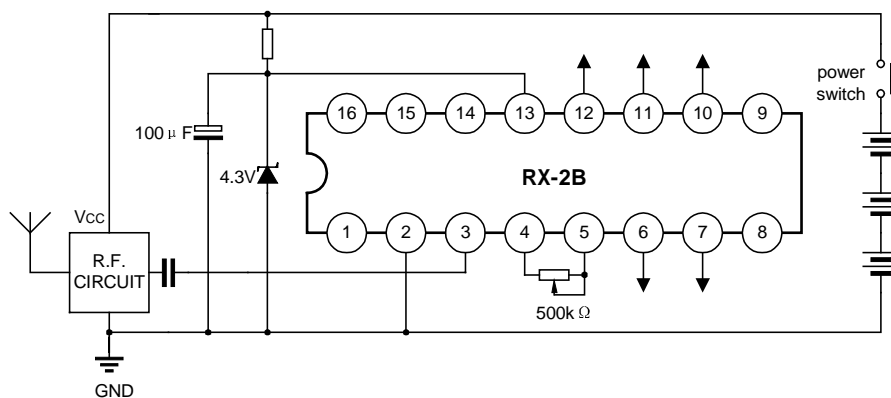 16 15 14 13 12 11 10 9
power
switch
100 μ F
4.3V
RX-2B
VCC
1 2 3 4 5 6 7 8
R.F.
CIRCUIT
500k Ω
GND